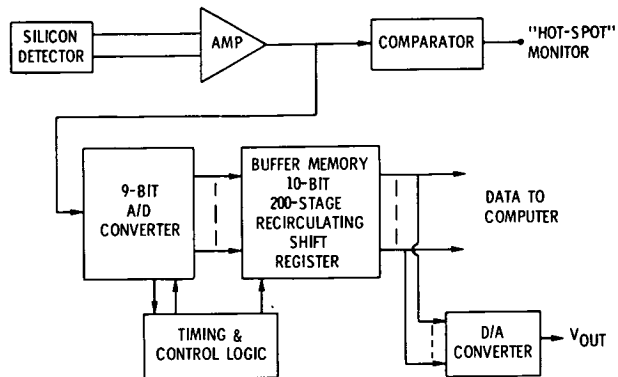 SILICON
DETECTOR
AMP
COMPARATOR
"HOT-SPOT"
MONITOR
9-BIT
A/D
CONVERTER
BUFFER MEMORY
10-BIT
200-STAGE
RECIRCULATING
SHIFT
REGISTER
DATA TO
COMPUTER
TIMING &
CONTROL LOGIC
D/A
CONVERTER
VOUT